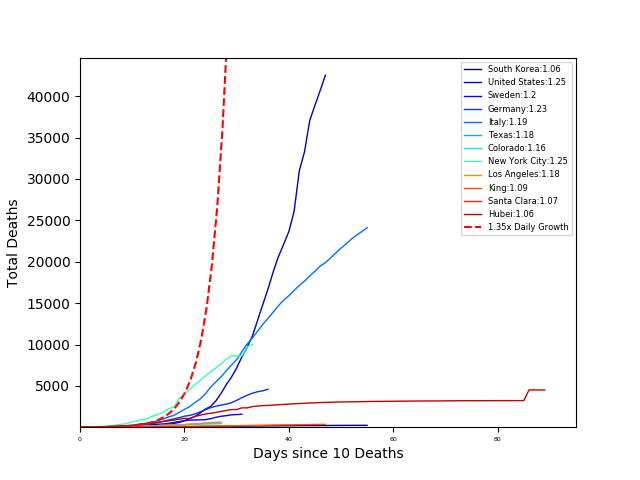 40000
35000
30000
25000
20000
15000
10000
5000
Total Deaths
South Korea:1.06
United States:1.25
Sweden:1.2
Germany:1.23
Italy:1.19
Texas:1.18
Colorado:1.16
New York City:1.25
Los Angeles:1.18
King:1.09
Santa Clara:1.07
Hubei:1.06
1.35x Daily Growth
0 20 40 60 80
Days since 10 Deaths